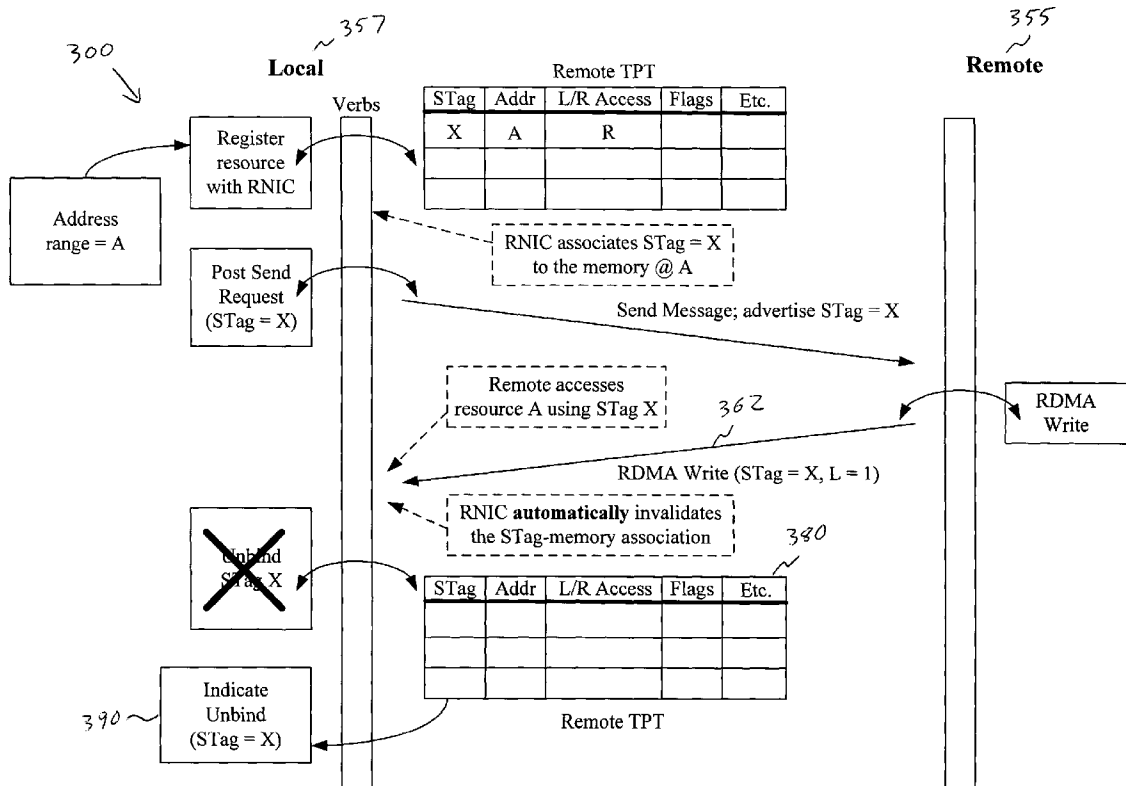 300
357
Local
355
Remote
Verbs
Remote TPT
STag Addr L/R Access Flags Etc.
X A R
Register
resource
with RNIC
Address
range = A
RNIC associates STag = X
to the memory @ A
Post Send
Request
(STag = X)
Send Message; advertise STag = X
Remote accesses
resource A using STag X
362
RDMA
Write
RDMA Write (STag = X, L = 1)
RNIC automatically invalidates
the STag-memory association
380
Unbind
STag X
STag Addr L/R Access Flags Etc.
Remote TPT
390
Indicate
Unbind
(STag = X)